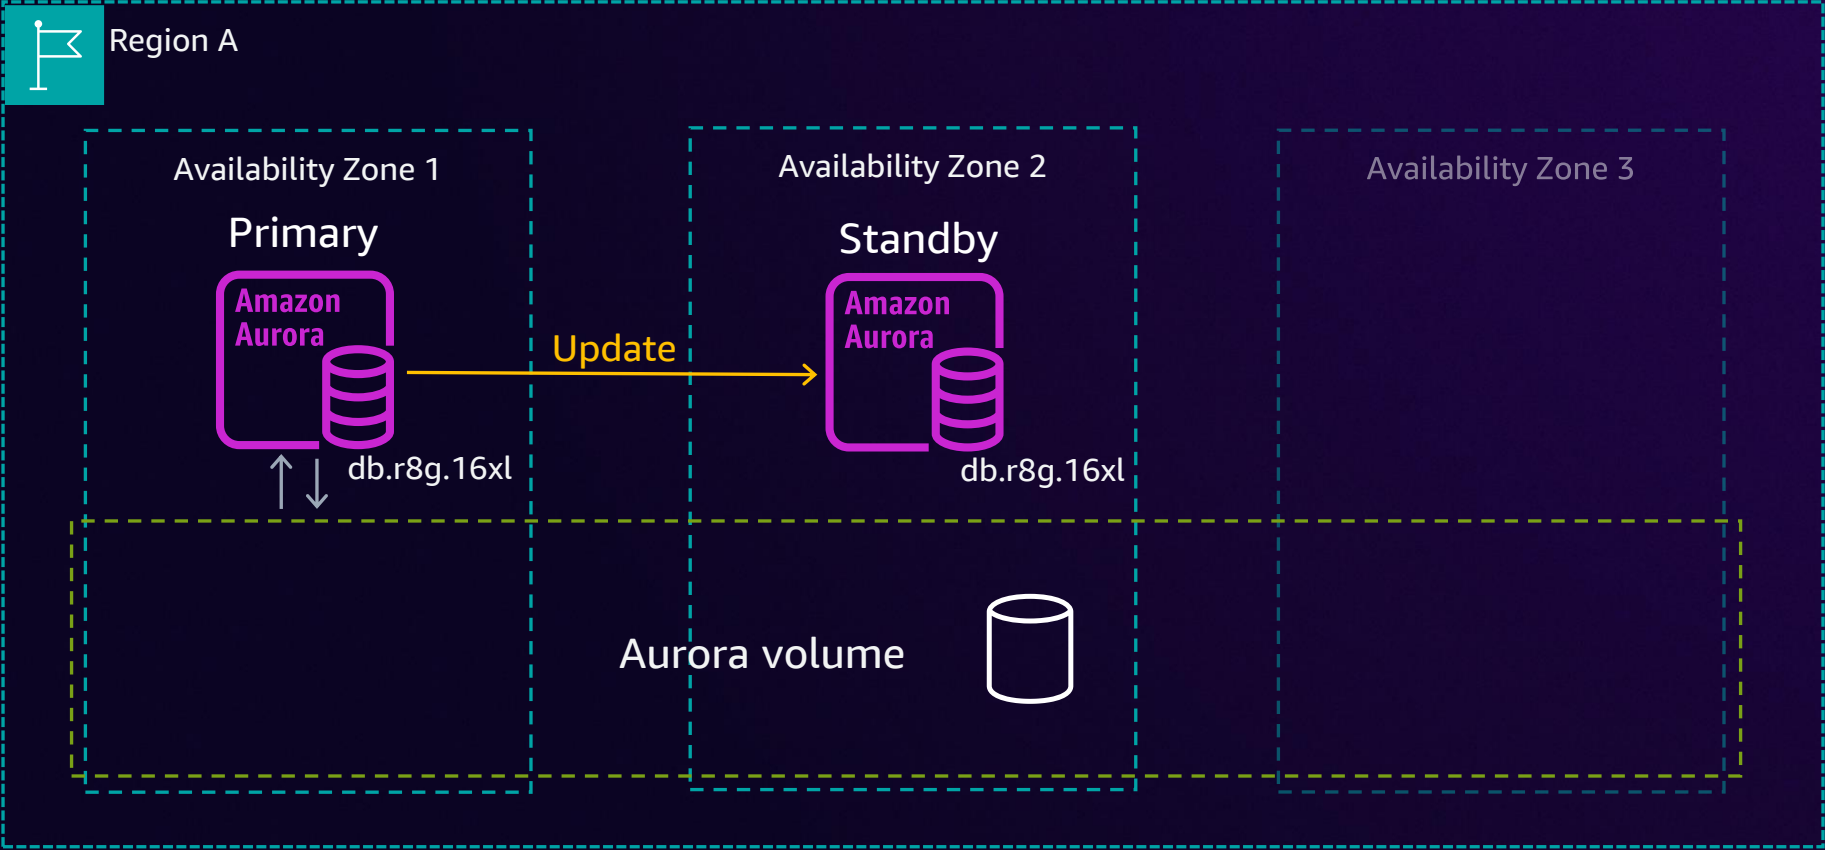 Region A
Availability Zone 1
Availability Zone 2
Availability Zone 3
Primary
Standby
Amazon
Aurora
Amazon
Aurora
Update
db.r8g.16xl
db.r8g.16xl
Aurora volume